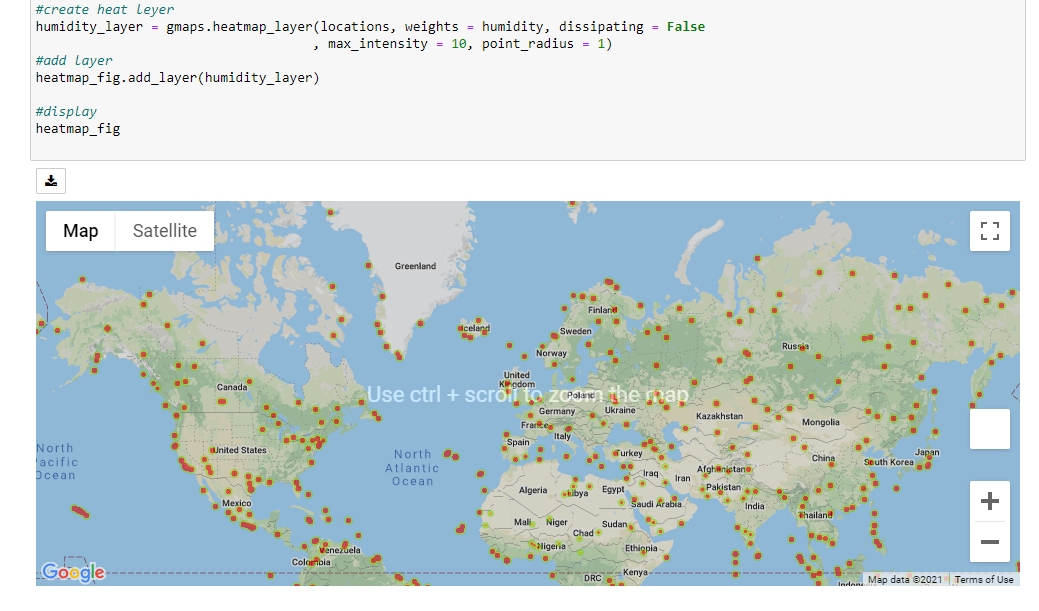 #create heat leyer
humidity_layer = gmaps.heatmap_layer(locations, weights = humidity, dissipating = False
, max_intensity = 10, point_radius = 1)
#add layer
heatmap_fig.add_layer(humidity_layer)
#display
heatmap_fig
Map
Satellite
Greenland
Iceland
Finland
Sweden
Norway
Russia
United
Kingdom
Canada
Use ctrl + scroll to zoom the map
Poland
Germany
Ukraine
Kazakhstan
Mongolia
France
Italy
Spain
Turkey
North
Pacific
Ocean
United States
North
Atlantic
Ocean
China
Japan
South Korea
Afghanistan
Iraq
Iran
Pakistan
Algeria
Libya
Egypt
Saudi Arabia
India
Mexico
Mali
Niger
Chad
Sudan
Thailand
Nigeria
Ethiopia
Venezuela
Colombia
DRC
Kenya
Google
Map data ©2021
Terms of Use